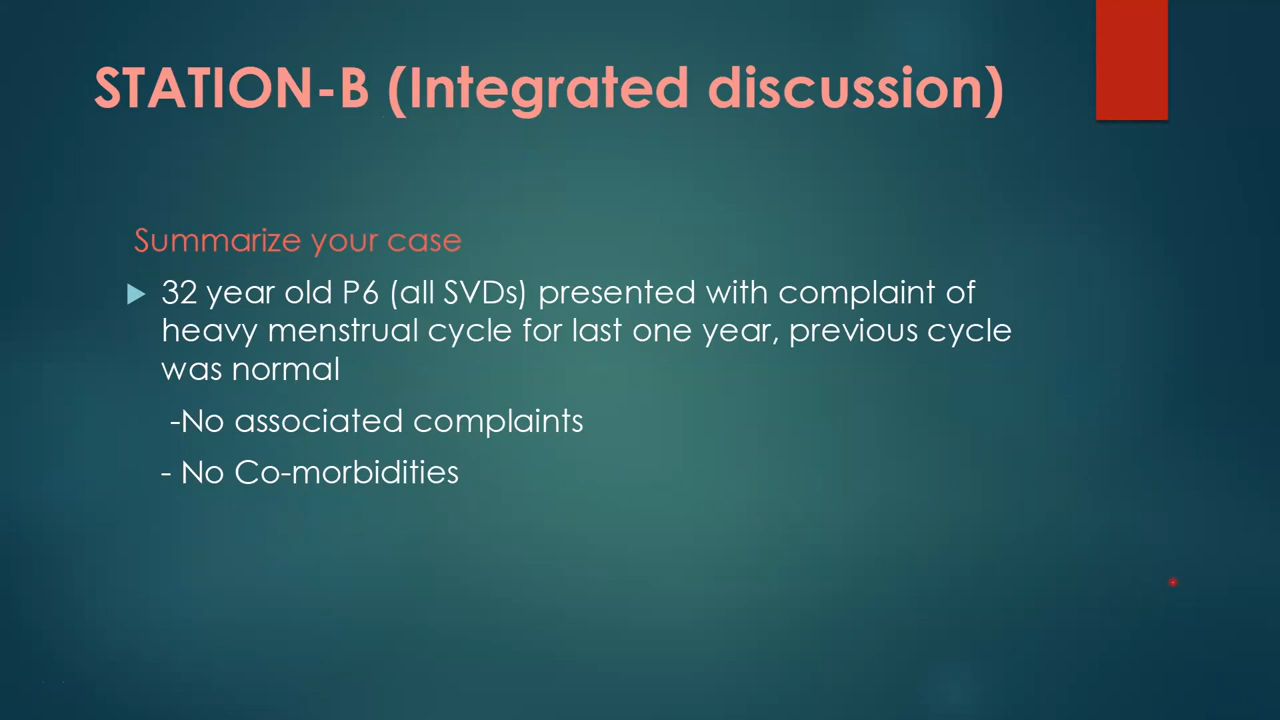 STATION-B (Integrated discussion)
Summarize your case
32 year old P6 (all SVDs) presented with complaint of
heavy menstrual cycle for last one year, previous cycle
was normal
-No associated complaints
- No Co-morbidities